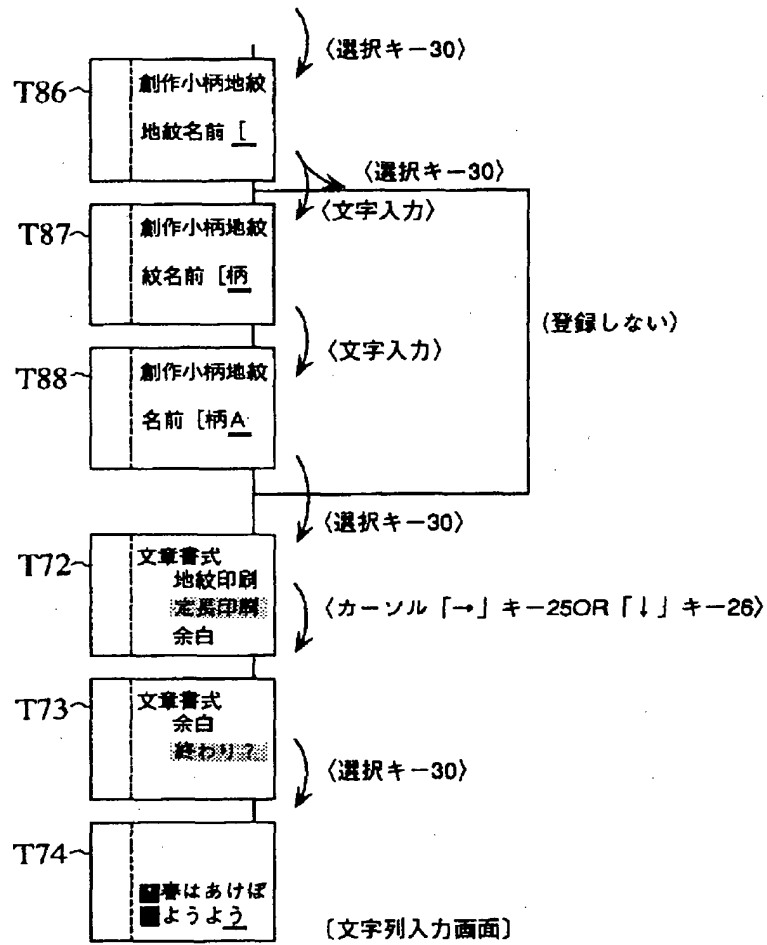 〈選択キー30〉
T86
創作小柄地紋
地紋名前 [
〈選択キー30〉
〈文字入力〉
T87
創作小柄地紋
紋名前 [柄
(登録しない)
〈文字入力〉
T88
創作小柄地紋
名前 [柄A
〈選択キー30〉
T72
文章書式
地紋印刷
定長印刷
余白
〈カーソル「→」キー25OR「↓」キー26〉
T73
文章書式
余白
終わり?
〈選択キー30〉
T74
春はあけぼ
ようよう
〔文字列入力画面〕